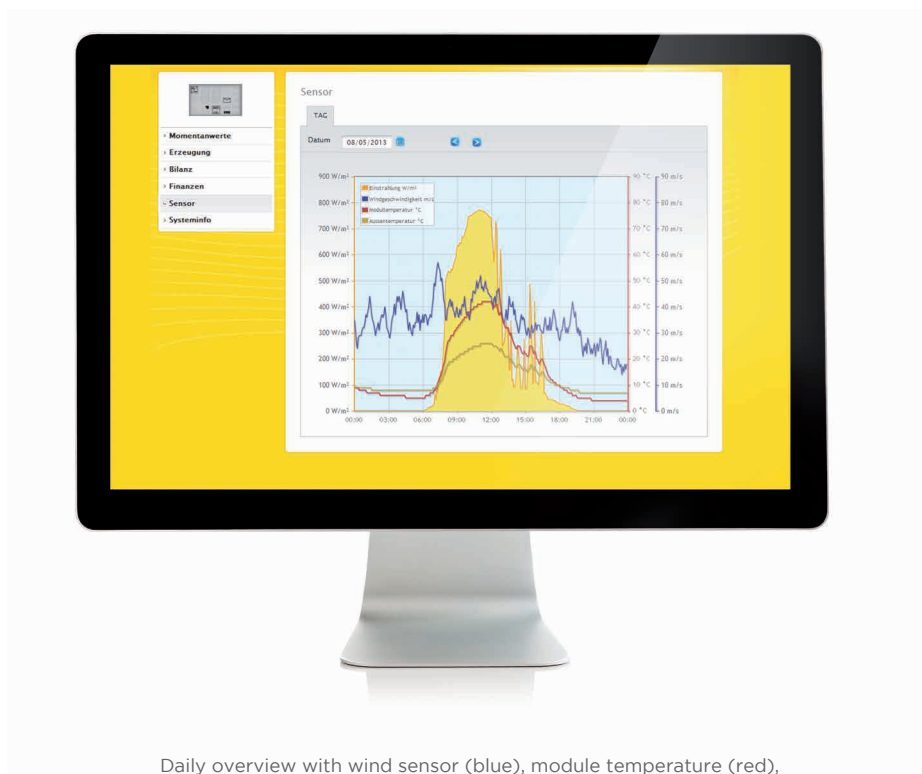 Sensor
TAG
Datum 08/05/2013
› Momentanwerte
› Erzeugung
› Bilanz
› Finanzen
- Sensor
› Systeminfo
Einstrahlung W/m²
Windgeschwindigkeit m/s
Modultemperatur °C
Aussentemperatur °C
900 W/m² 90 °C 90 m/s
800 W/m² 80 °C 80 m/s
700 W/m² 70 °C 70 m/s
600 W/m² 60 °C 60 m/s
500 W/m² 50 °C 50 m/s
400 W/m² 40 °C 40 m/s
300 W/m² 30 °C 30 m/s
200 W/m² 20 °C 20 m/s
100 W/m² 10 °C 10 m/s
0 W/m² 0 °C 0 m/s
00:00 03:00 06:00 09:00 12:00 15:00 18:00 21:00 00:00
Daily overview with wind sensor (blue), module temperature (red),